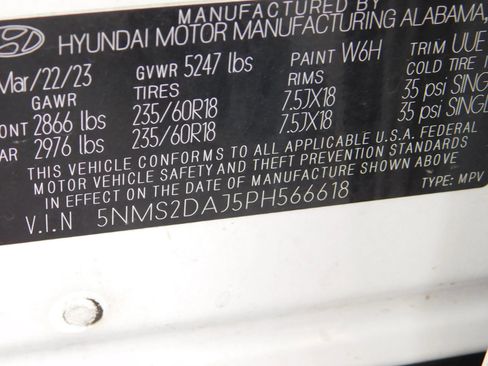 MANUFACTURED BY
HYUNDAI MOTOR MANUFACTURING ALABAMA,
Mar/22/23 GVWR 5247 lbs PAINT W6H TRIM UUE
GAWR TIRES RIMS COLD TIRE
ONT 2866 lbs 235/60R18 7.5JX18 35 psi SINGL
AR 2976 lbs 235/60R18 7.5JX18 35 psi SINGL
THIS VEHICLE CONFORMS TO ALL APPLICABLE U.S.A. FEDERAL
MOTOR VEHICLE SAFETY AND THEFT PREVENTION STANDARDS
IN EFFECT ON THE DATE OF MANUFACTURE SHOWN ABOVE
V.I.N 5NMS2DAJ5PH566618 TYPE: MPV